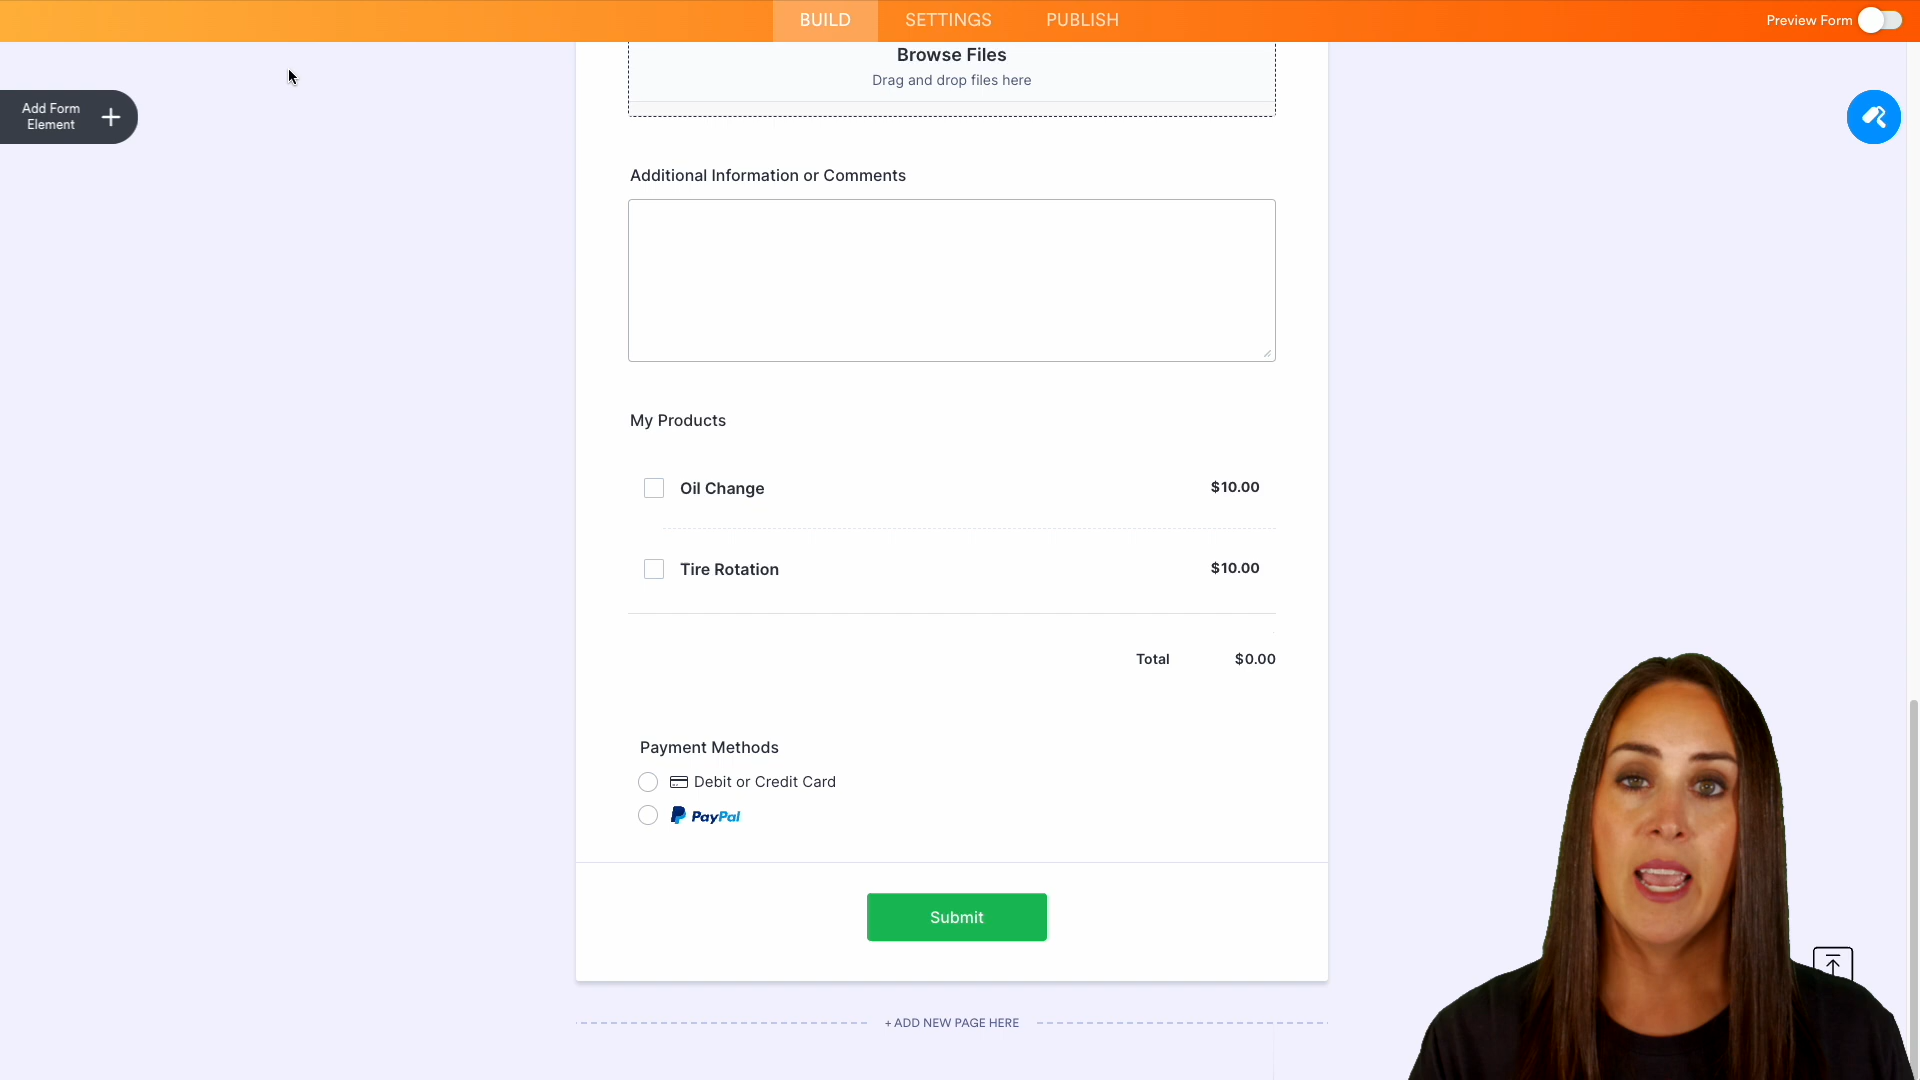 BUILD
SETTINGS
PUBLISH
Preview Form
Browse Files
Drag and drop files here
Add Form
Element
Additional Information or Comments
My Products
Oil Change
$10.00
Tire Rotation
$10.00
Total
$0.00
Payment Methods
Debit or Credit Card
PayPal
Submit
+ ADD NEW PAGE HERE